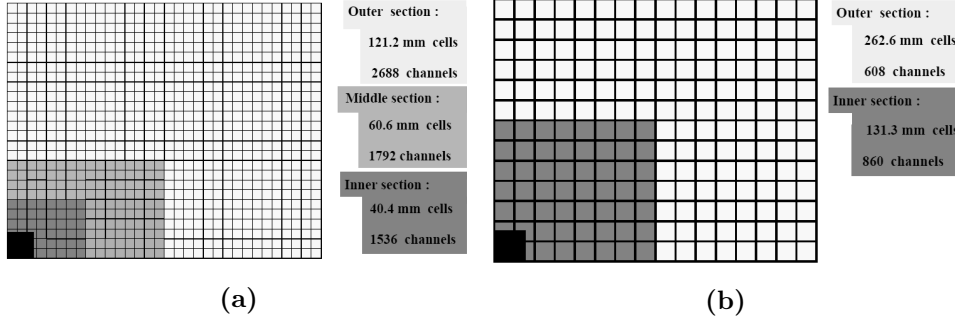 Outer section :
121.2 mm cells
2688 channels
Middle section :
60.6 mm cells
1792 channels
Inner section :
40.4 mm cells
1536 channels
(a)
Outer section :
262.6 mm cells
608 channels
Inner section :
131.3 mm cells
860 channels
(b)